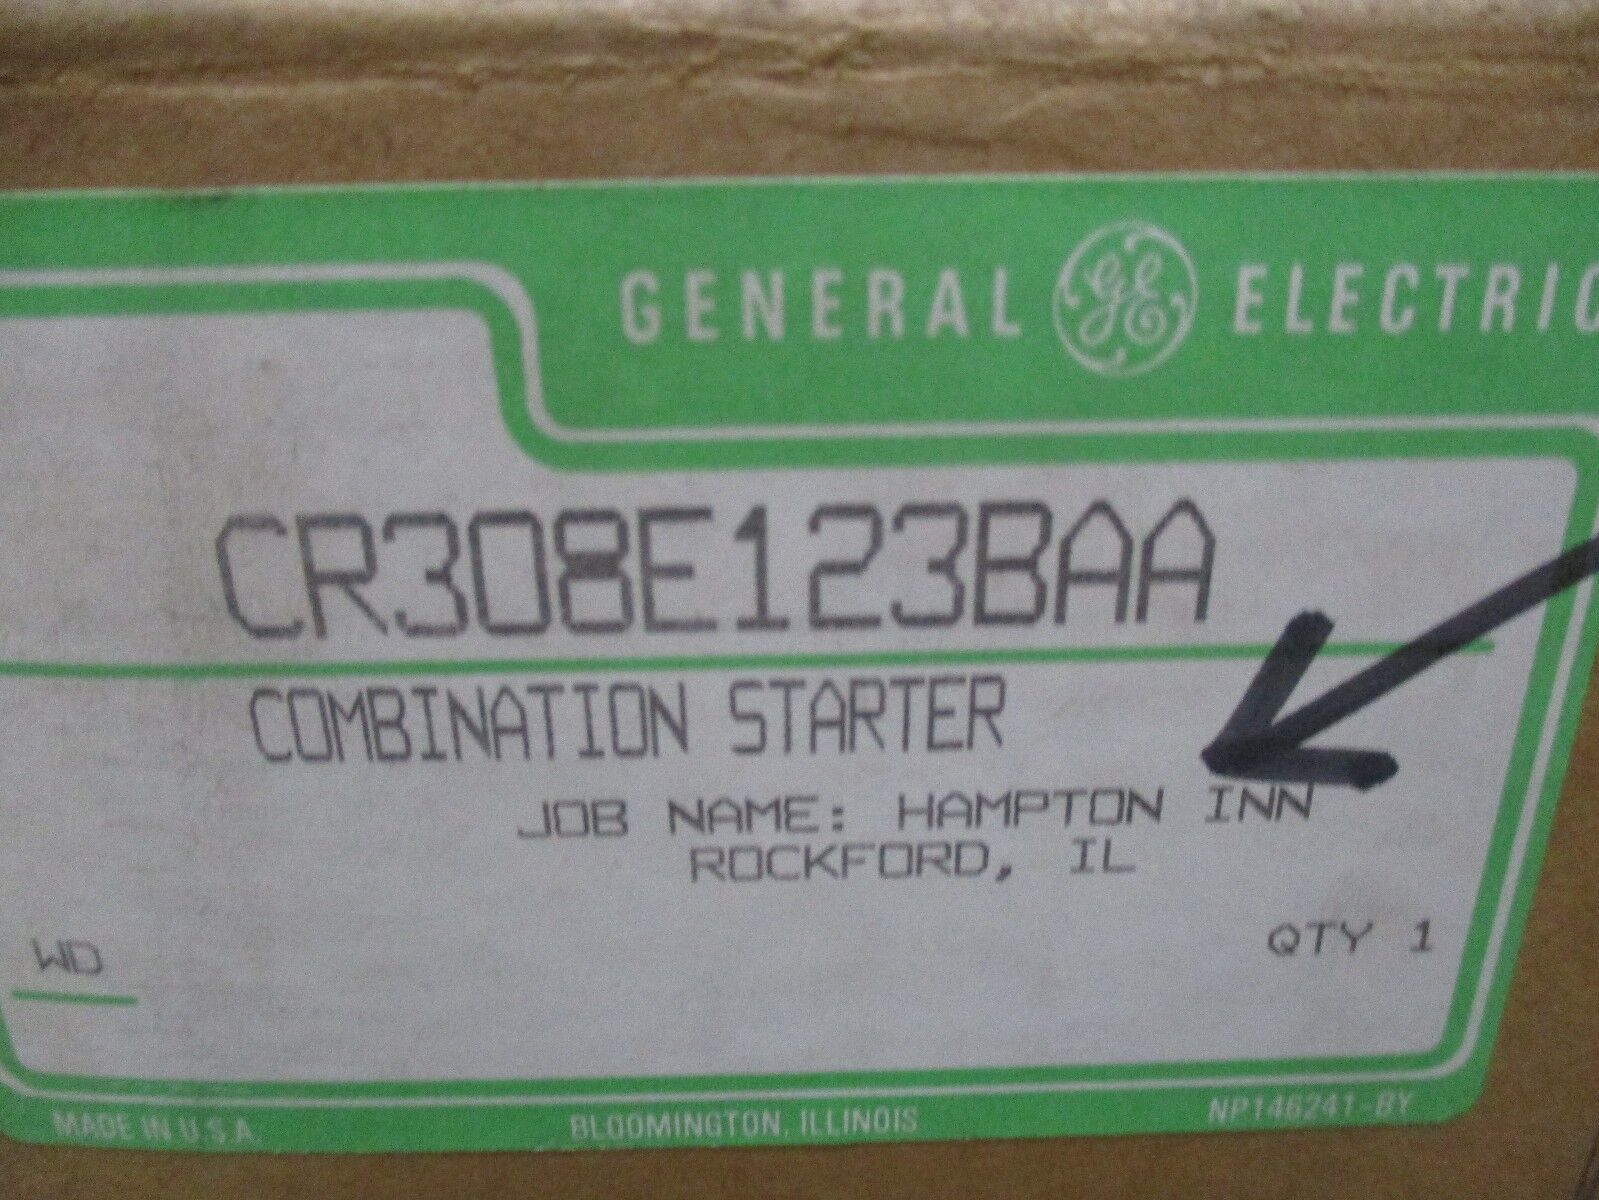 GENERAL GE ELECTRIC
CR308E123BAA
COMBINATION STARTER
JOB NAME: HAMPTON INN
ROCKFORD, IL
QTY 1
WD
MADE IN U.S.A. BLOOMINGTON, ILLINOIS NP146241-BY